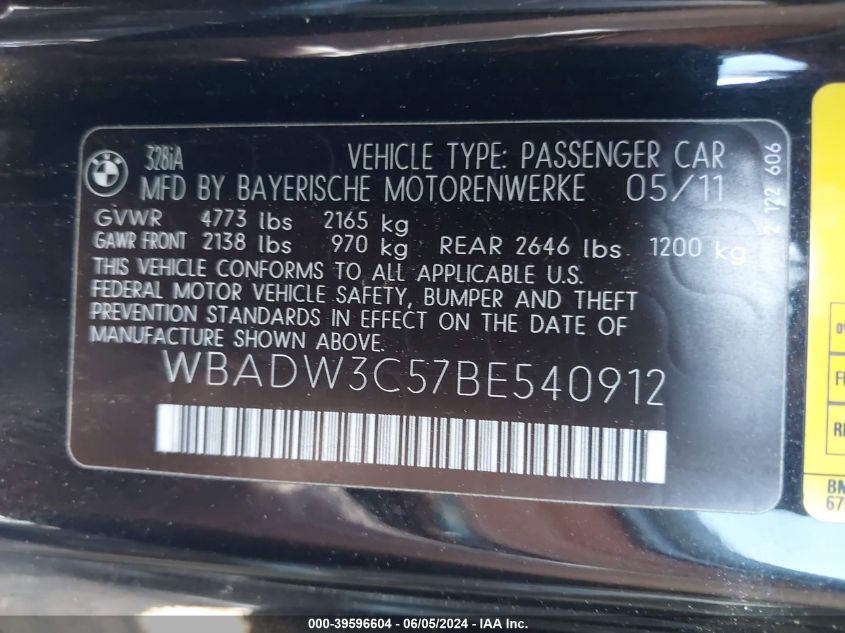 BMW
328iA VEHICLE TYPE: PASSENGER CAR
MFD BY BAYERISCHE MOTORENWERKE 05/11
GVWR 4773 lbs 2165 kg
GAWR FRONT 2138 lbs 970 kg REAR 2646 lbs 1200 kg
THIS VEHICLE CONFORMS TO ALL APPLICABLE U.S.
FEDERAL MOTOR VEHICLE SAFETY, BUMPER AND THEFT
PREVENTION STANDARDS IN EFFECT ON THE DATE OF
MANUFACTURE SHOWN ABOVE.
WBADW3C57BE540912
2 122 606
000-39596604 / 06/05/2024 - IAA Inc.